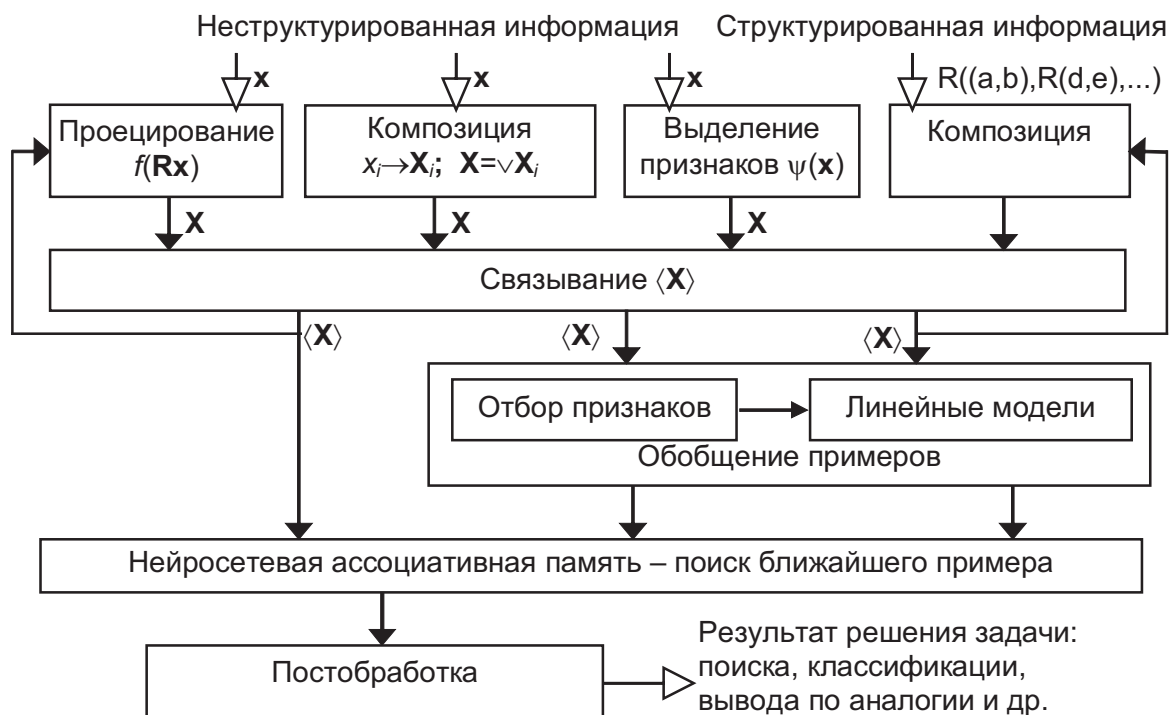 Неструктурированная информация Структурированная информация
x x x R((a,b),R(d,e),...)
Проецирование
f(Rx)
Композиция
xᵢ→Xᵢ; X=∨Xᵢ
Выделение
признаков ψ(x)
Композиция
X X X
Связывание ⟨X⟩
⟨X⟩ ⟨X⟩ ⟨X⟩
Отбор признаков Линейные модели
Обобщение примеров
Нейросетевая ассоциативная память – поиск ближайшего примера
Постобработка
Результат решения задачи:
поиска, классификации,
вывода по аналогии и др.